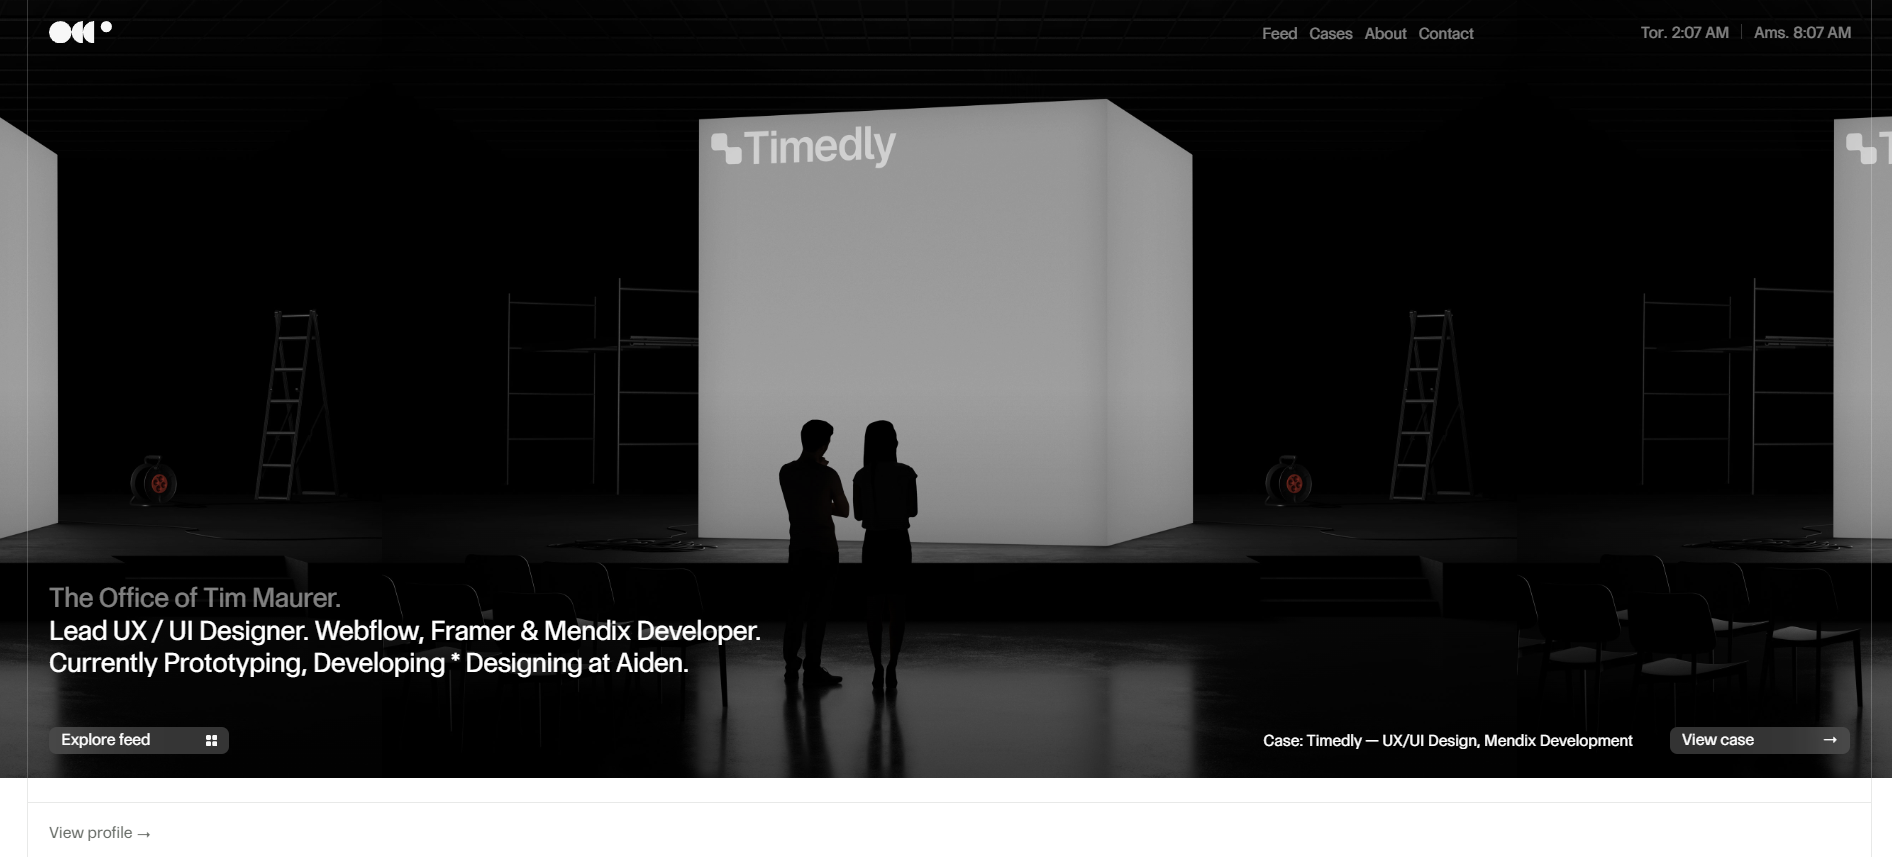 Feed Cases About Contact
Tor. 2:07 AM Ams. 8:07 AM
Timedly
The Office of Tim Maurer.
Lead UX / UI Designer. Webflow, Framer & Mendix Developer.
Currently Prototyping, Developing * Designing at Aiden.
Explore feed
Case: Timedly — UX/UI Design, Mendix Development
View case →
View profile →